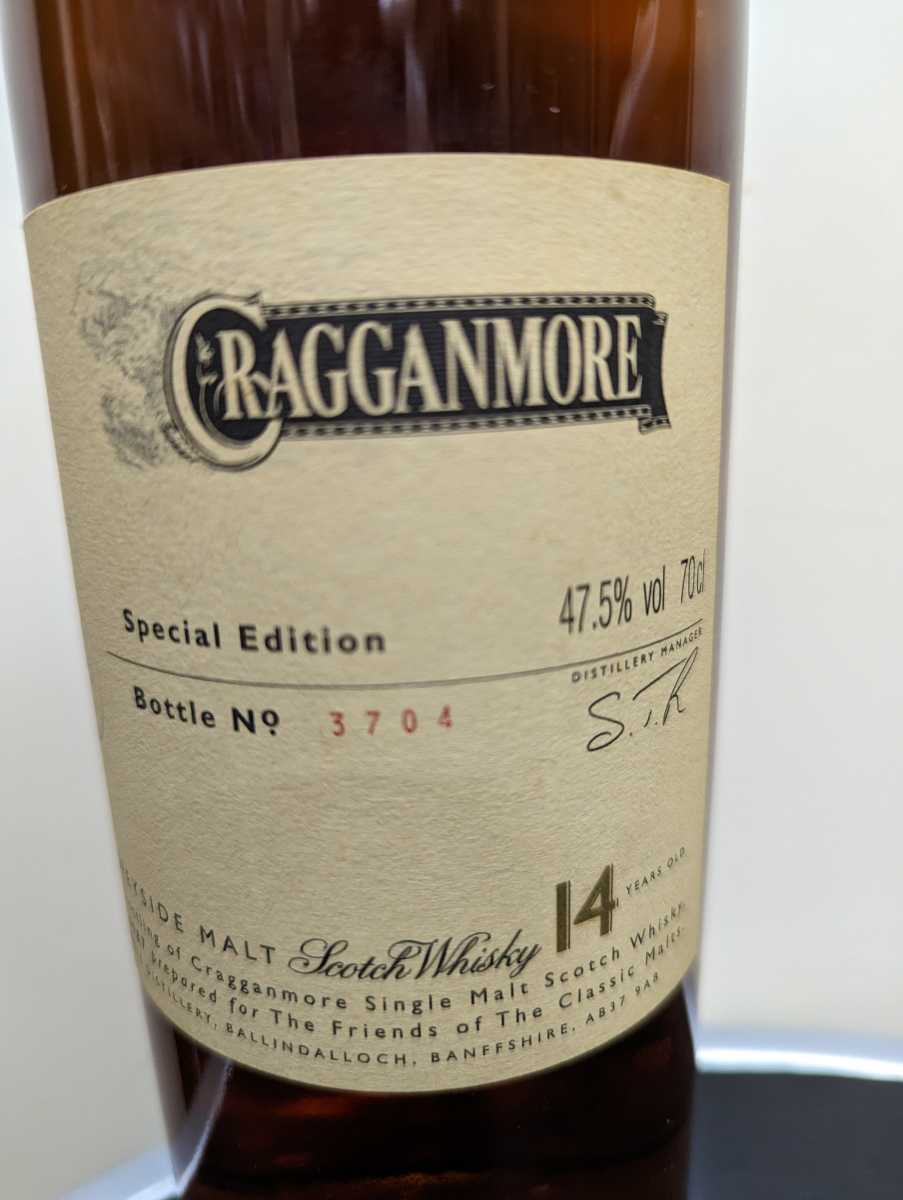 CRAGGANMORE
47.5% vol 70cl
Special Edition
DISTILLERY MANAGER
Bottle Nº 3704
S.T.R
SPEYSIDE MALT Scotch Whisky 14 YEARS OLD
of Cragganmore Single Malt Scotch Whisky,
prepared for The Friends of The Classic Malts.
DISTILLERY, BALLINDALLOCH, BANFFSHIRE, AB37 9AB